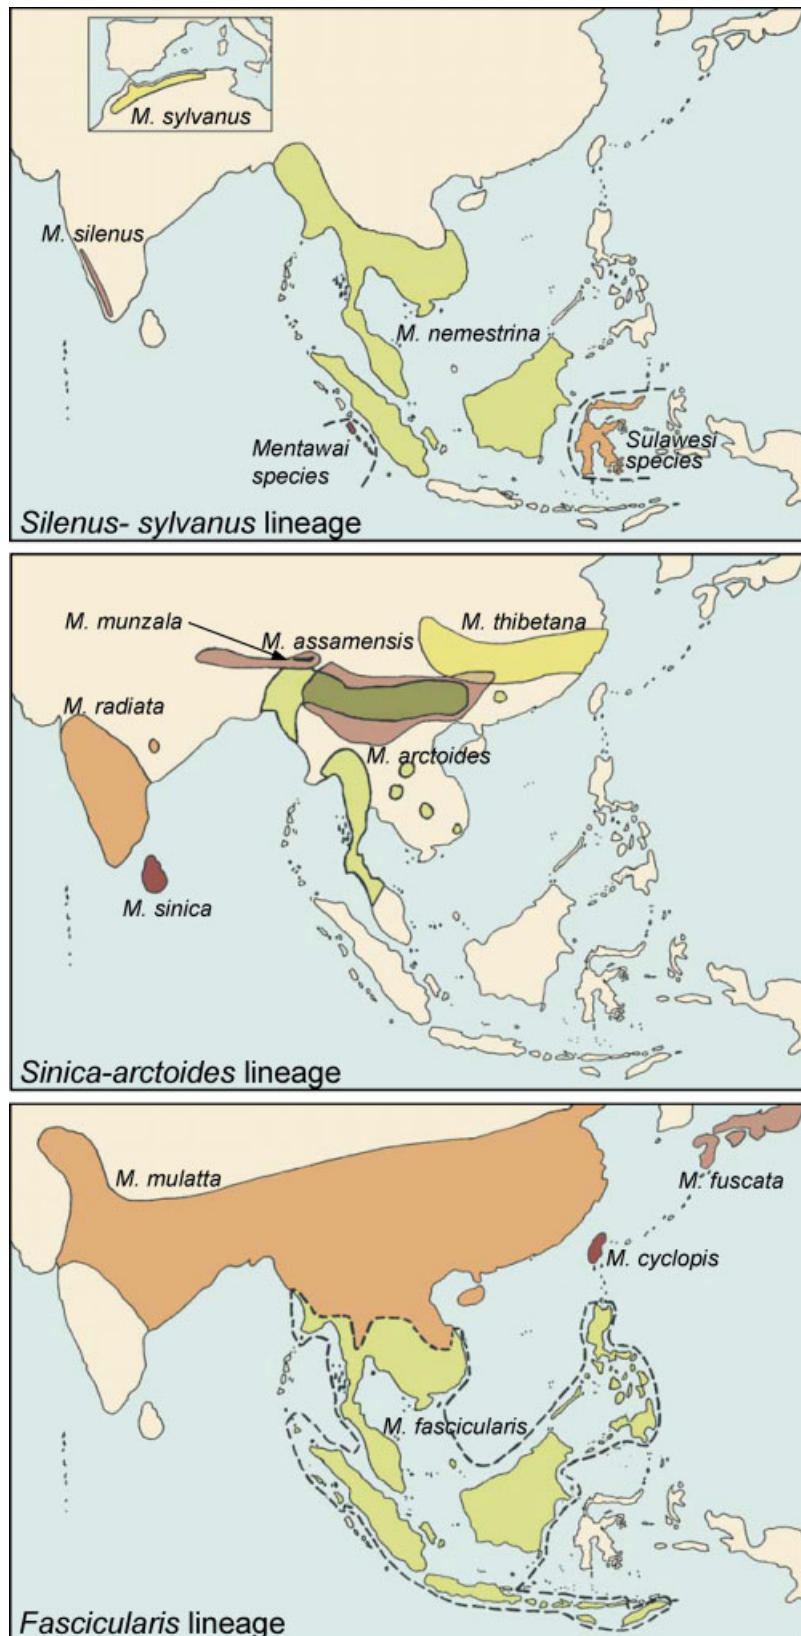 M. sylvanus
M. silenus
M. nemestrina
Mentawai
species
Sulawesi
species
Silenus- sylvanus lineage
M. munzala
M. assamensis
M. thibetana
M. radiata
M. arctoides
M. sinica
Sinica-arctoides lineage
M. mulatta
M. fuscata
M. cyclopis
M. fascicularis
Fascicularis lineage